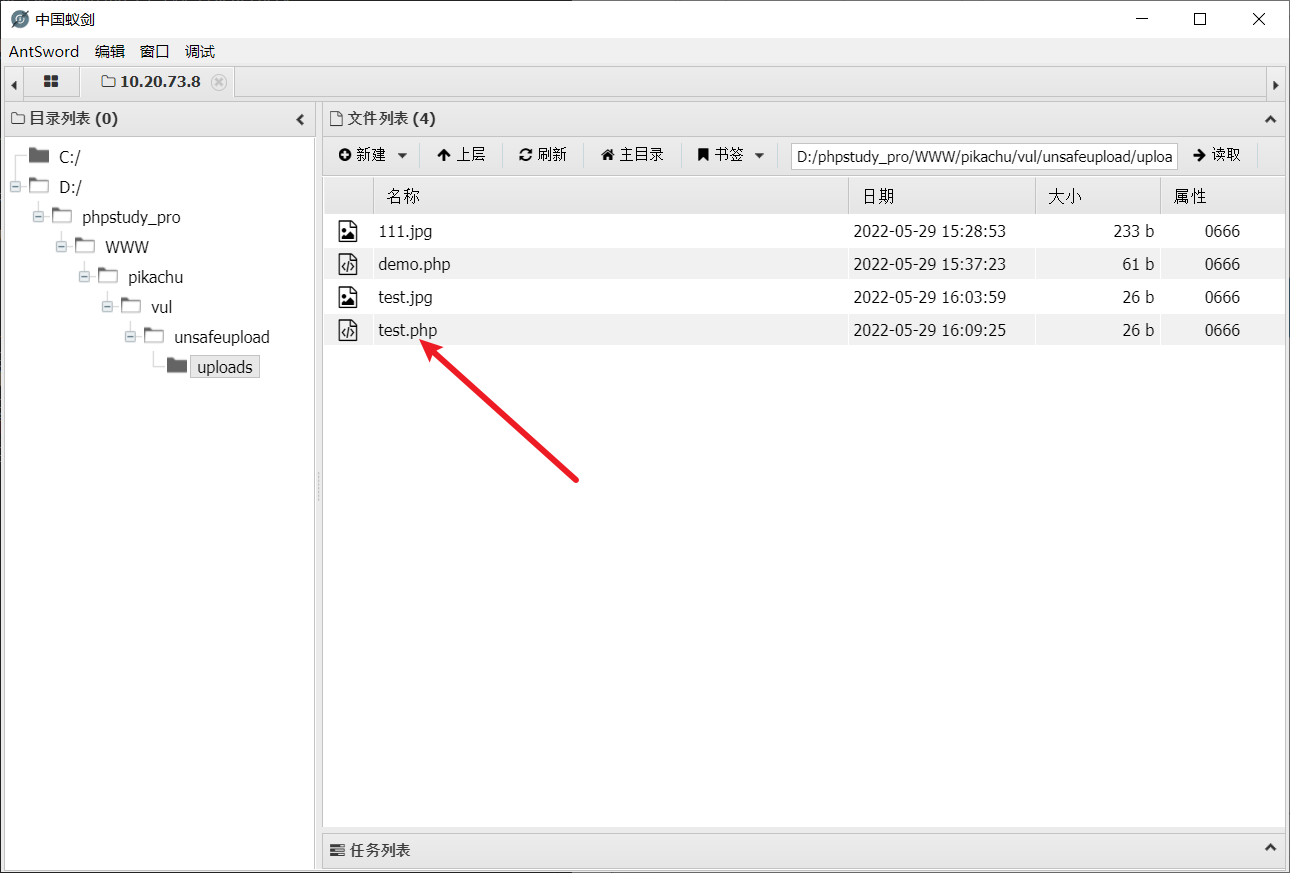 中国蚁剑
AntSword 编辑 窗口 调试
10.20.73.8
目录列表 (0)
C:/
D:/
phpstudy_pro
WWW
pikachu
vul
unsafeupload
uploads
文件列表 (4)
新建 上层 刷新 主目录 书签 D:/phpstudy_pro/WWW/pikachu/vul/unsafeupload/uploa 读取
名称 日期 大小 属性
111.jpg 2022-05-29 15:28:53 233 b 0666
demo.php 2022-05-29 15:37:23 61 b 0666
test.jpg 2022-05-29 16:03:59 26 b 0666
test.php 2022-05-29 16:09:25 26 b 0666
任务列表